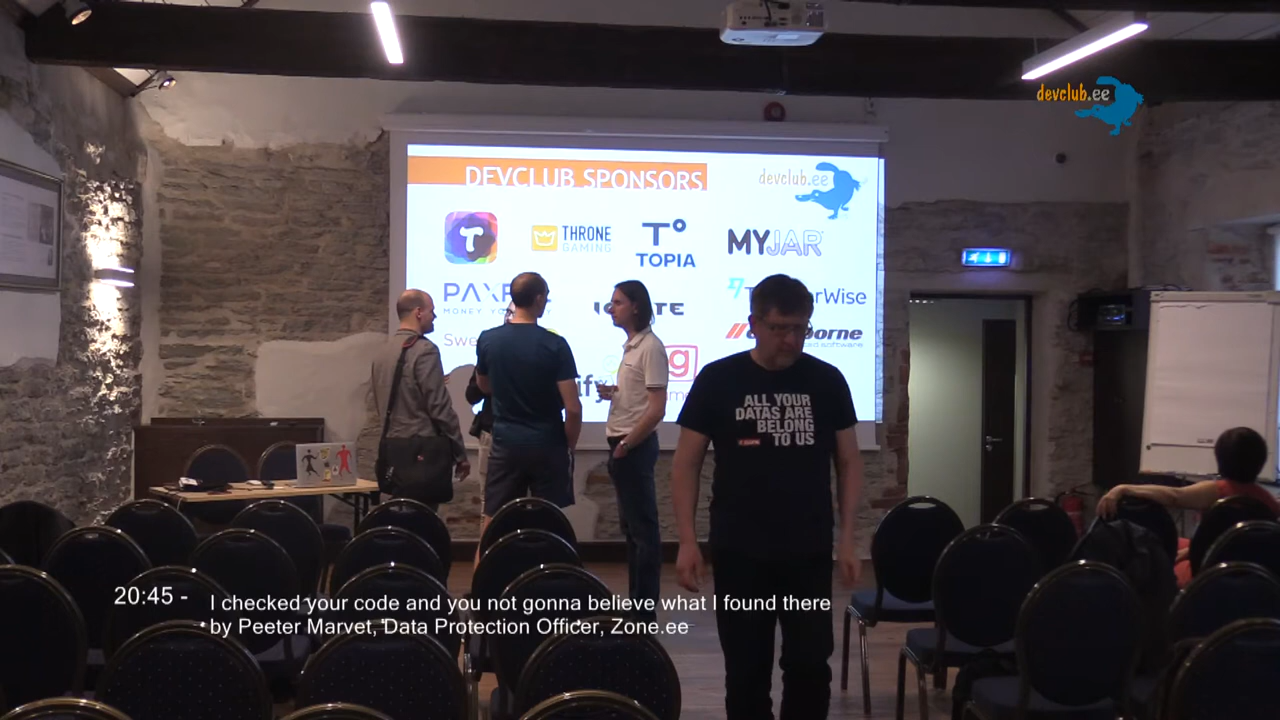 devclub.ee
DEVCLUB SPONSORS
devclub.ee
T
THRONE
GAMING
TOPIA
MYJAR
ALL YOUR
DATAS ARE
BELONG
TO US
20:45 -
I checked your code and you not gonna believe what I found there
by Peeter Marvet, Data Protection Officer, Zone.ee